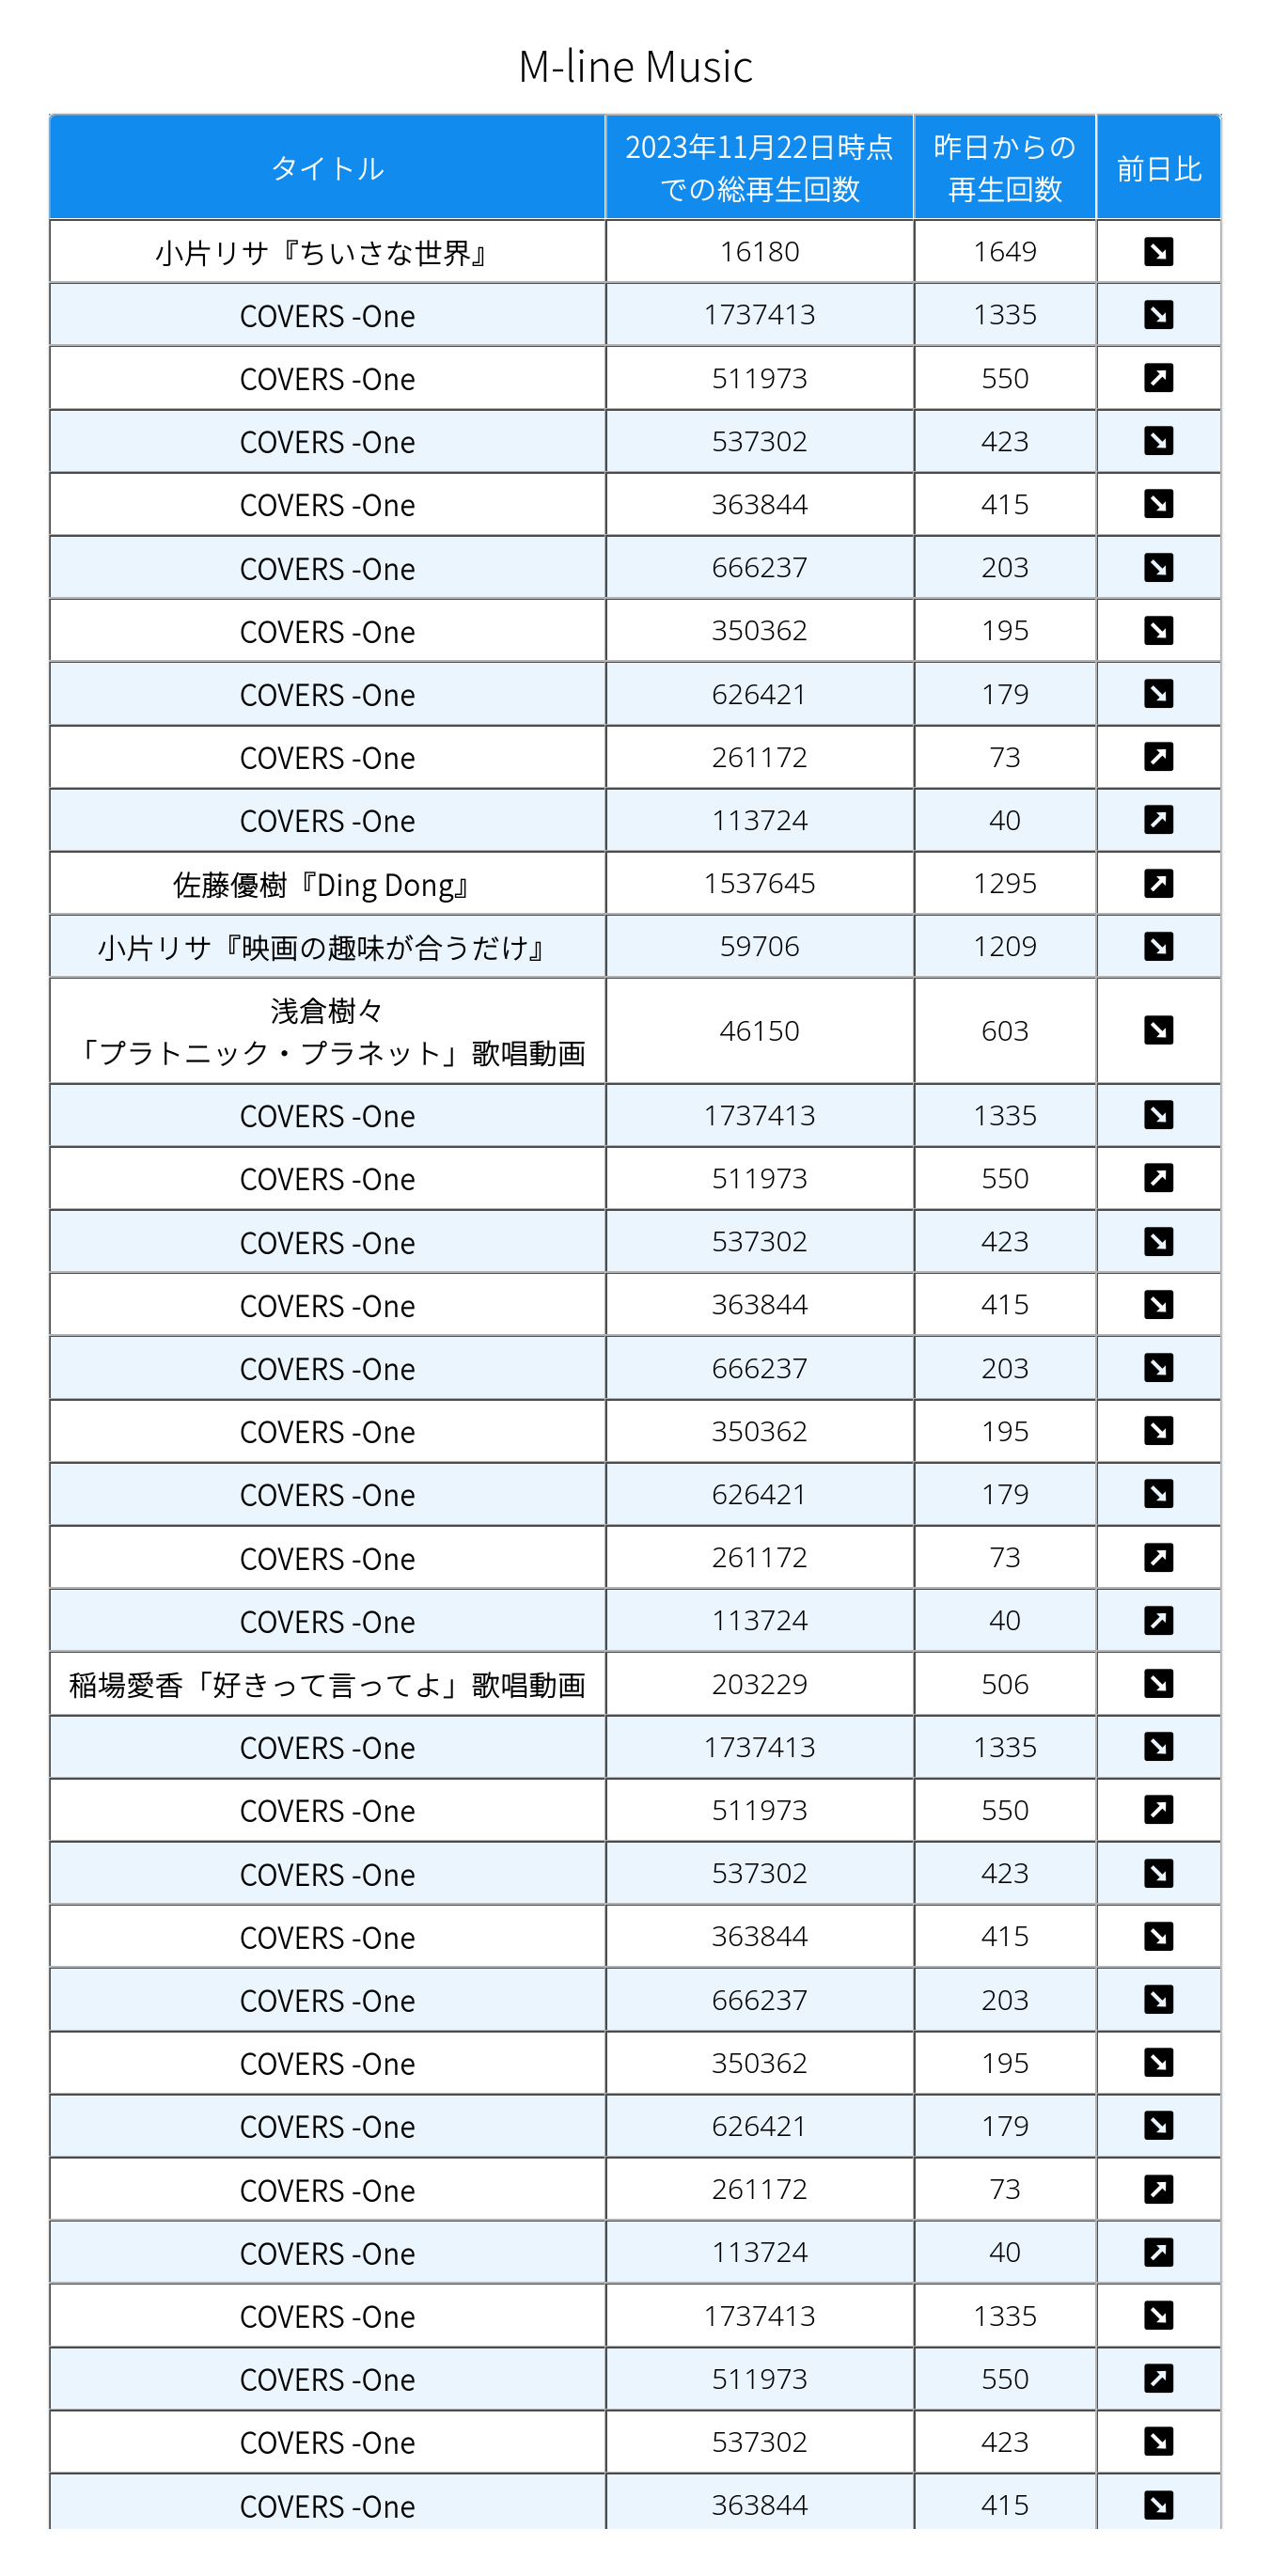 M-line Music
タイトル 2023年11月22日時点 昨日からの 前日比
での総再生回数 再生回数
小片リサ『ちいさな世界』 16180 1649
COVERS -One 1737413 1335
COVERS -One 511973 550
COVERS -One 537302 423
COVERS -One 363844 415
COVERS -One 666237 203
COVERS -One 350362 195
COVERS -One 626421 179
COVERS -One 261172 73
COVERS -One 113724 40
佐藤優樹『Ding Dong』 1537645 1295
小片リサ『映画の趣味が合うだけ』 59706 1209
浅倉樹々
「プラトニック・プラネット」歌唱動画 46150 603
COVERS -One 1737413 1335
COVERS -One 511973 550
COVERS -One 537302 423
COVERS -One 363844 415
COVERS -One 666237 203
COVERS -One 350362 195
COVERS -One 626421 179
COVERS -One 261172 73
COVERS -One 113724 40
稲場愛香「好きって言ってよ」歌唱動画 203229 506
COVERS -One 1737413 1335
COVERS -One 511973 550
COVERS -One 537302 423
COVERS -One 363844 415
COVERS -One 666237 203
COVERS -One 350362 195
COVERS -One 626421 179
COVERS -One 261172 73
COVERS -One 113724 40
COVERS -One 1737413 1335
COVERS -One 511973 550
COVERS -One 537302 423
COVERS -One 363844 415